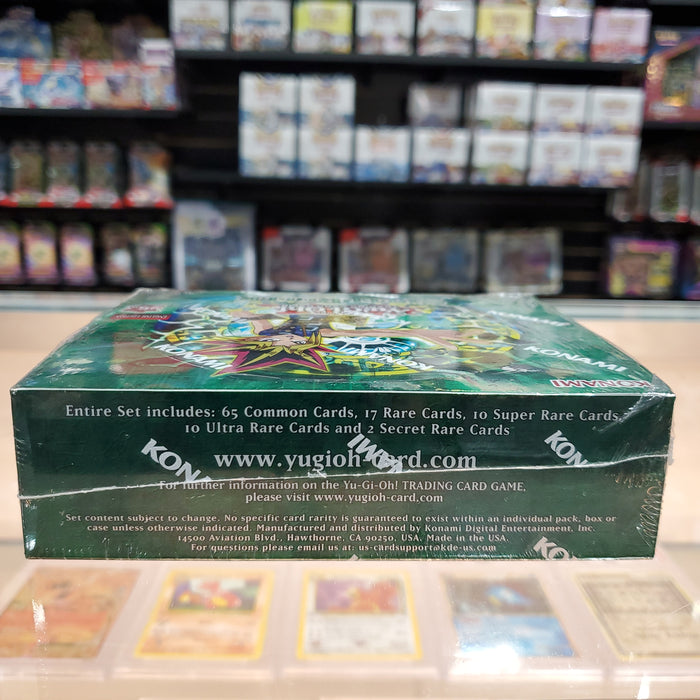 KONAMI
KONAMI
KONAMI
Entire Set includes: 65 Common Cards, 17 Rare Cards, 10 Super Rare Cards,
10 Ultra Rare Cards and 2 Secret Rare Cards
www.yugioh-card.com
For further information on the Yu-Gi-Oh! TRADING CARD GAME,
please visit www.yugioh-card.com
Set content subject to change. No specific card rarity is guaranteed to exist within an individual pack, box or
case unless otherwise indicated. Manufactured and distributed by Konami Digital Entertainment, Inc.
14500 Aviation Blvd., Hawthorne, CA 90250, USA. Made in the USA.
For questions please email us at: us-cardsupport@kde-us.com